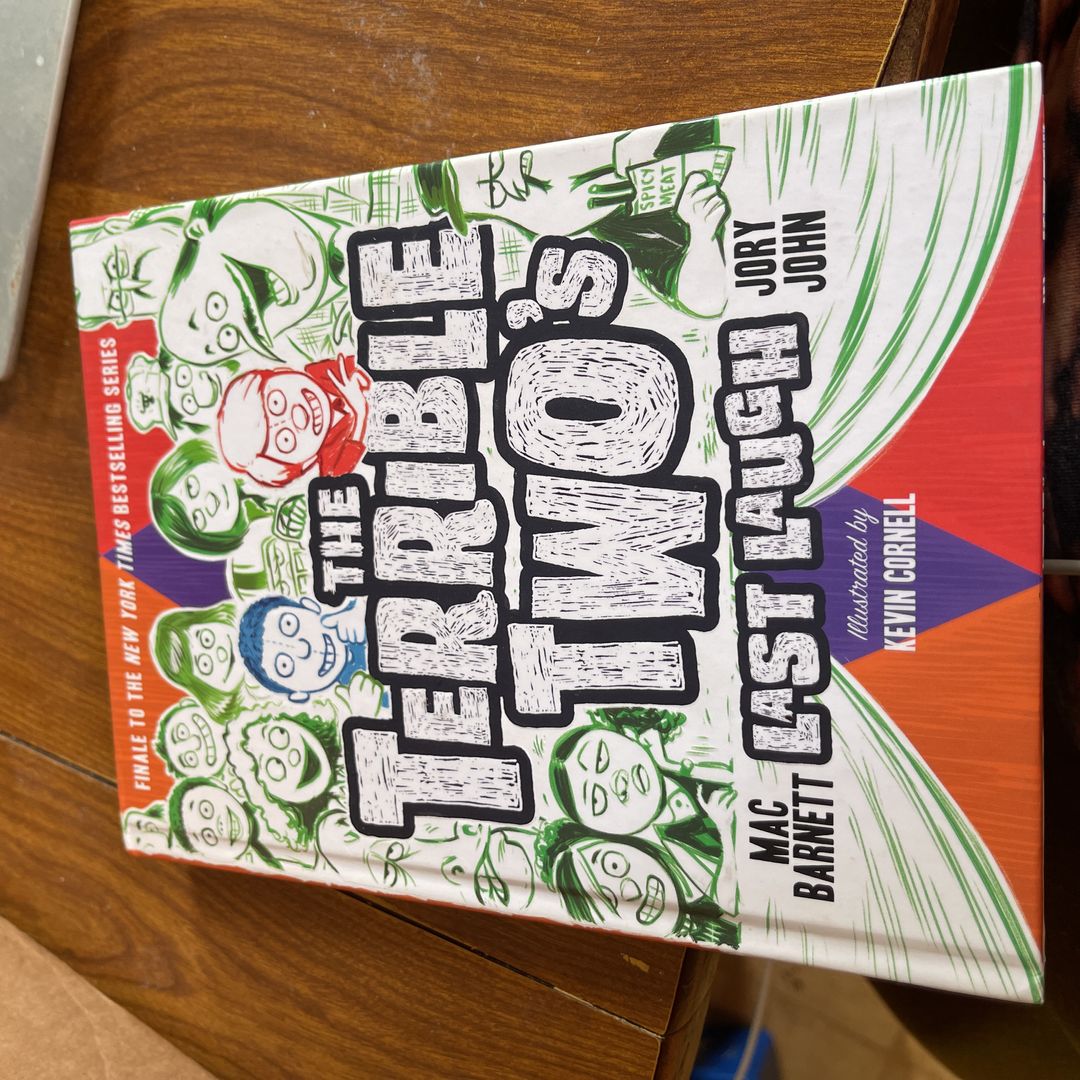 FINALE TO THE NEW YORK TIMES BESTSELLING SERIES
THE
TERRIBLE
TWO'S
SPICY
MEAT
LAST LAUGH
MAC
BARNETT
JORY
JOHN
Illustrated by
KEVIN CORNELL